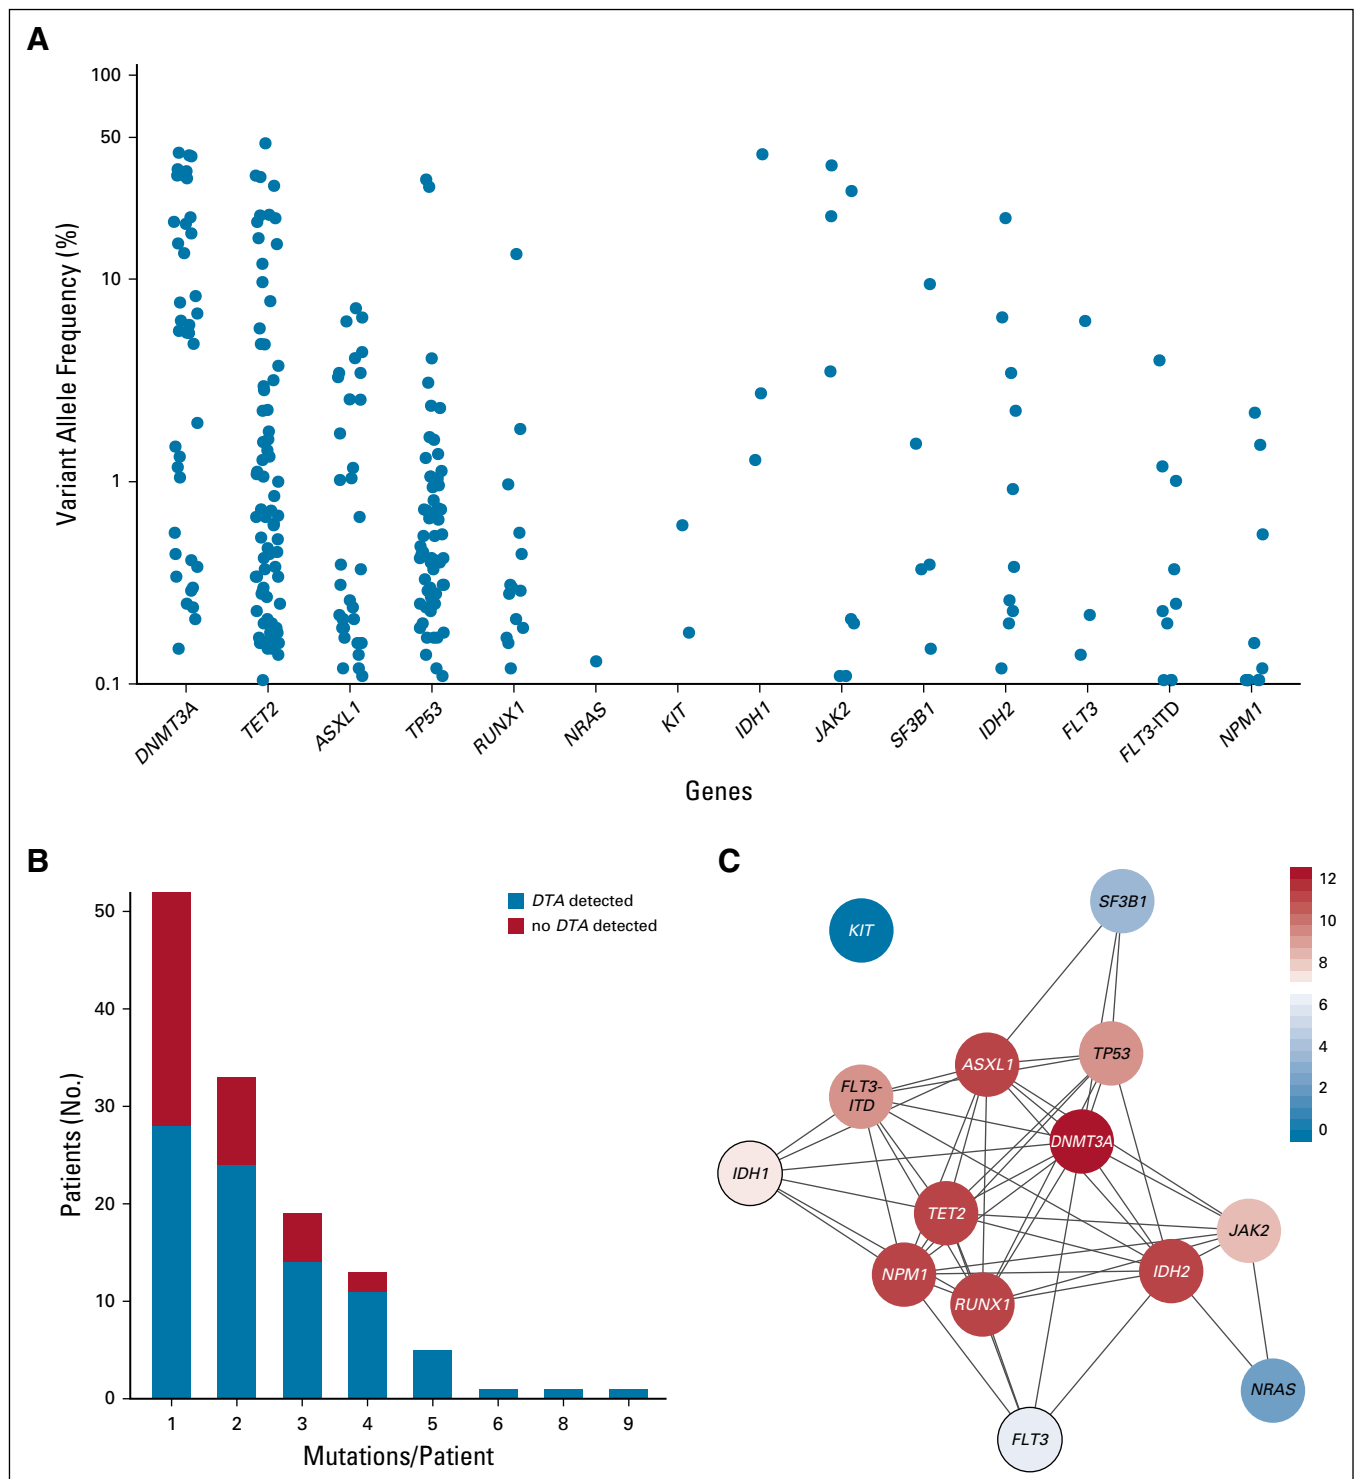 A
100
50
10
1
0.1
Variant Allele Frequency (%)
DNMT3A
TET2
ASXL1
TP53
RUNX1
NRAS
KIT
IDH1
JAK2
SF3B1
IDH2
FLT3
FLT3-ITD
NPM1
Genes
B
DTA detected
no DTA detected
50
40
30
20
10
0
Patients (No.)
1 2 3 4 5 6 8 9
Mutations/Patient
C
12
10
8
6
4
2
0
SF3B1
KIT
TP53
ASXL1
FLT3-
ITD
DNMT3A
IDH1
TET2
JAK2
NPM1
IDH2
RUNX1
NRAS
FLT3